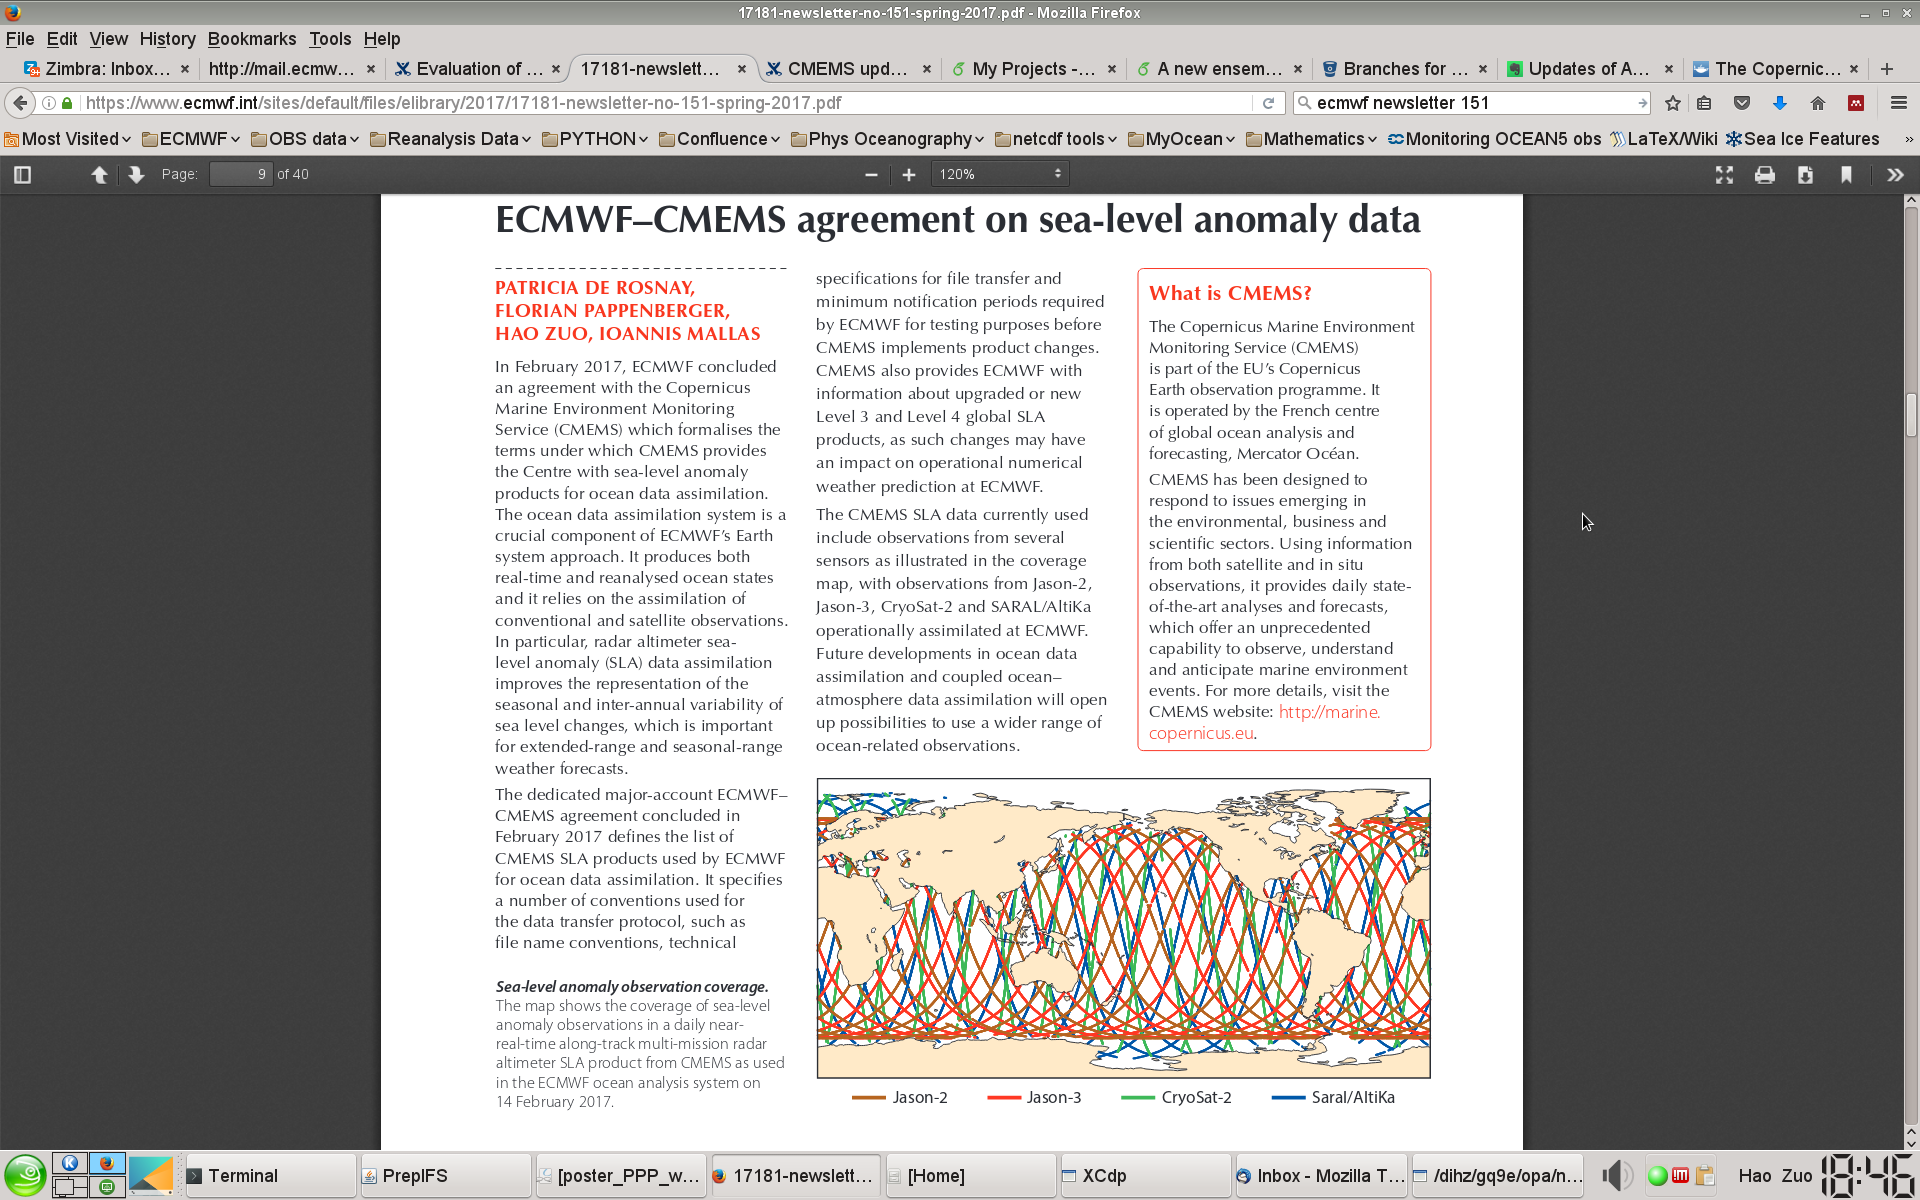 17181-newsletter-no-151-spring-2017.pdf - Mozilla Firefox
File Edit View History Bookmarks Tools Help
Zimbra: Inbox...
http://mail.ecmw...
Evaluation of ...
17181-newslett...
CMEMS upd...
My Projects -...
A new ensem...
Branches for ...
Updates of A...
The Copernic...
https://www.ecmwf.int/sites/default/files/elibrary/2017/17181-newsletter-no-151-spring-2017.pdf
ecmwf newsletter 151
Most Visited ECMWF OBS data Reanalysis Data PYTHON Confluence Phys Oceanography netcdf tools MyOcean Mathematics Monitoring OCEAN5 obs LaTeX/Wiki Sea Ice Features »
Page: 9 of 40
120%
ECMWF–CMEMS agreement on sea-level anomaly data
PATRICIA DE ROSNAY,
FLORIAN PAPPENBERGER,
HAO ZUO, IOANNIS MALLAS
In February 2017, ECMWF concluded
an agreement with the Copernicus
Marine Environment Monitoring
Service (CMEMS) which formalises the
terms under which CMEMS provides
the Centre with sea-level anomaly
products for ocean data assimilation.
The ocean data assimilation system is a
crucial component of ECMWF's Earth
system approach. It produces both
real-time and reanalysed ocean states
and it relies on the assimilation of
conventional and satellite observations.
In particular, radar altimeter sea-
level anomaly (SLA) data assimilation
improves the representation of the
seasonal and inter-annual variability of
sea level changes, which is important
for extended-range and seasonal-range
weather forecasts.
The dedicated major-account ECMWF–
CMEMS agreement concluded in
February 2017 defines the list of
CMEMS SLA products used by ECMWF
for ocean data assimilation. It specifies
a number of conventions used for
the data transfer protocol, such as
file name conventions, technical
specifications for file transfer and
minimum notification periods required
by ECMWF for testing purposes before
CMEMS implements product changes.
CMEMS also provides ECMWF with
information about upgraded or new
Level 3 and Level 4 global SLA
products, as such changes may have
an impact on operational numerical
weather prediction at ECMWF.
The CMEMS SLA data currently used
include observations from several
sensors as illustrated in the coverage
map, with observations from Jason-2,
Jason-3, CryoSat-2 and SARAL/AltiKa
operationally assimilated at ECMWF.
Future developments in ocean data
assimilation and coupled ocean–
atmosphere data assimilation will open
up possibilities to use a wider range of
ocean-related observations.
What is CMEMS?
The Copernicus Marine Environment
Monitoring Service (CMEMS)
is part of the EU's Copernicus
Earth observation programme. It
is operated by the French centre
of global ocean analysis and
forecasting, Mercator Océan.
CMEMS has been designed to
respond to issues emerging in
the environmental, business and
scientific sectors. Using information
from both satellite and in situ
observations, it provides daily state-
of-the-art analyses and forecasts,
which offer an unprecedented
capability to observe, understand
and anticipate marine environment
events. For more details, visit the
CMEMS website: http://marine.
copernicus.eu.
Sea-level anomaly observation coverage.
The map shows the coverage of sea-level
anomaly observations in a daily near-
real-time along-track multi-mission radar
altimeter SLA product from CMEMS as used
in the ECMWF ocean analysis system on
14 February 2017.
Jason-2 Jason-3 CryoSat-2 Saral/AltiKa
Terminal
PrepIFS
[poster_PPP_w...
17181-newslett...
[Home]
XCdp
Inbox - Mozilla T...
/dihz/gq9e/opa/n...
Hao Zuo
18:46